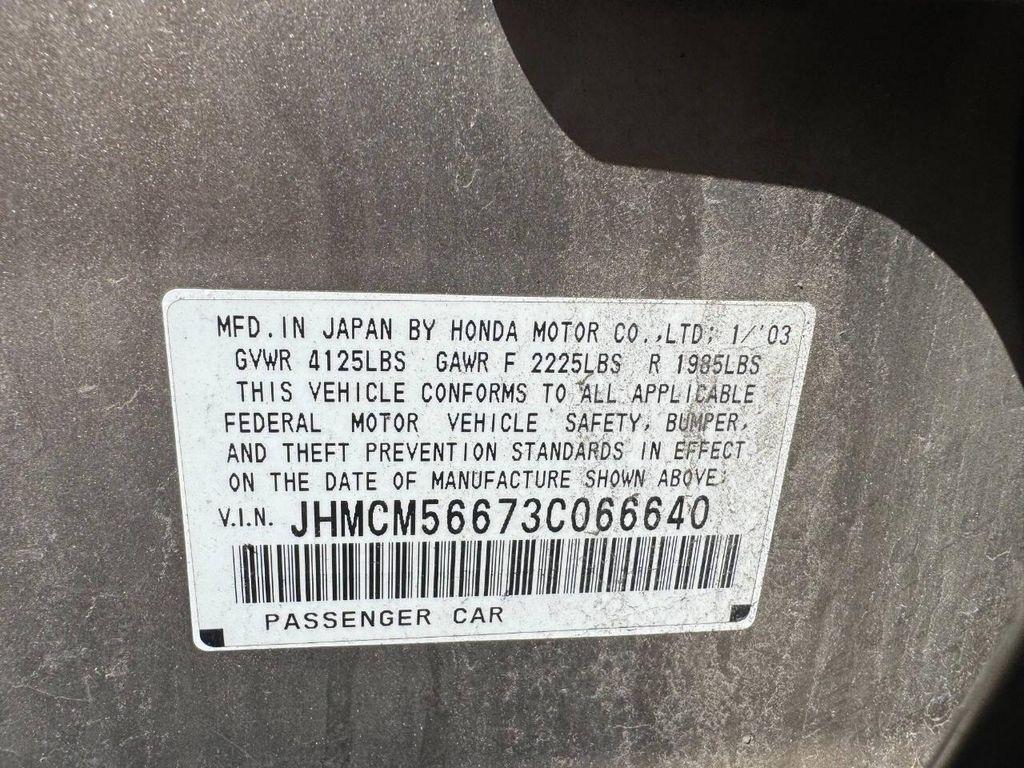 MFD.IN JAPAN BY HONDA MOTOR CO.,LTD; 1/'03
GVWR 4125LBS GAWR F 2225LBS R 1985LBS
THIS VEHICLE CONFORMS TO ALL APPLICABLE
FEDERAL MOTOR VEHICLE SAFETY, BUMPER,
AND THEFT PREVENTION STANDARDS IN EFFECT
ON THE DATE OF MANUFACTURE SHOWN ABOVE.
V.I.N. JHMCM56673C066640
PASSENGER CAR